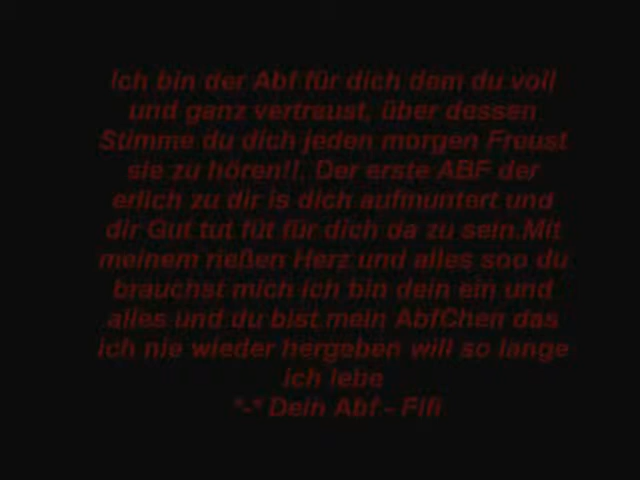 Ich bin der Abf für dich dem du voll
und ganz vertraust, über dessen
Stimme du dich jeden morgen Freust
sie zu hören!!. Der erste ABF der
erlich zu dir is dich aufmuntert und
dir Gut tut füt für dich da zu sein.Mit
meinem rießen Herz und alles soo du
brauchst mich ich bin dein ein und
alles und du bist mein AbfChen das
ich nie wieder hergeben will so lange
ich lebe
*-* Dein Abf - Fifi